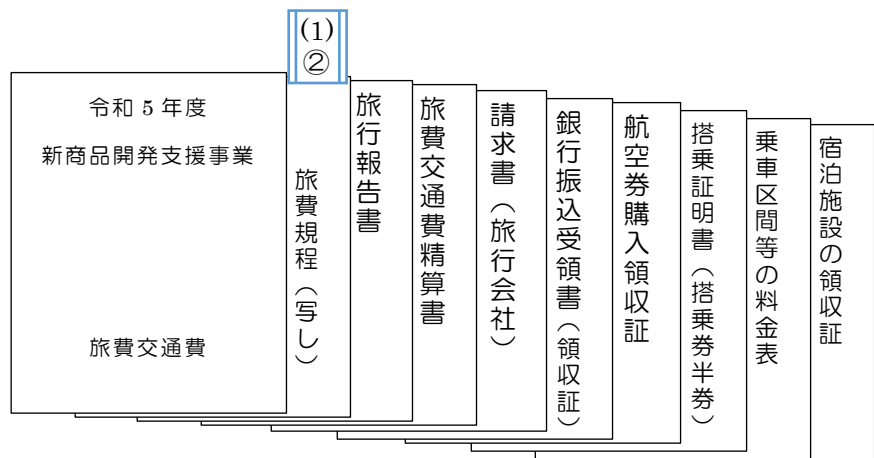 (1)
②
令和 5 年度
新商品開発支援事業
旅費交通費
旅費規程（写し）
旅行報告書
旅費交通費精算書
請求書（旅行会社）
銀行振込受領書（領収証）
航空券購入領収証
搭乗証明書（搭乗券半券）
乗車区間等の料金表
宿泊施設の領収証